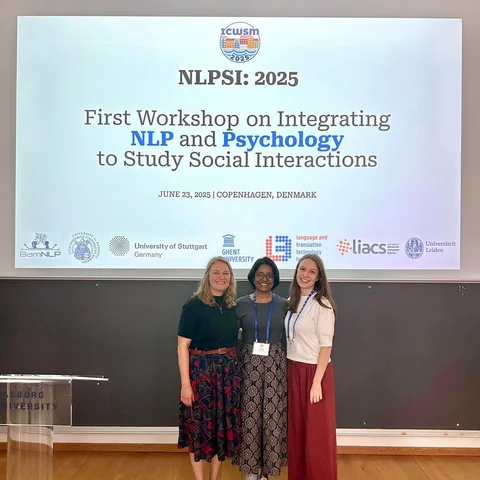 ICWSM
2025
NLPSI: 2025
First Workshop on Integrating
NLP and Psychology
to Study Social Interactions
JUNE 23, 2025 | COPENHAGEN, DENMARK
BamNLP
University of Stuttgart
Germany
GHENT
UNIVERSITY
language and
translation
technology
liacs
Universiteit
Leiden
ALBORG
UNIVERSITY